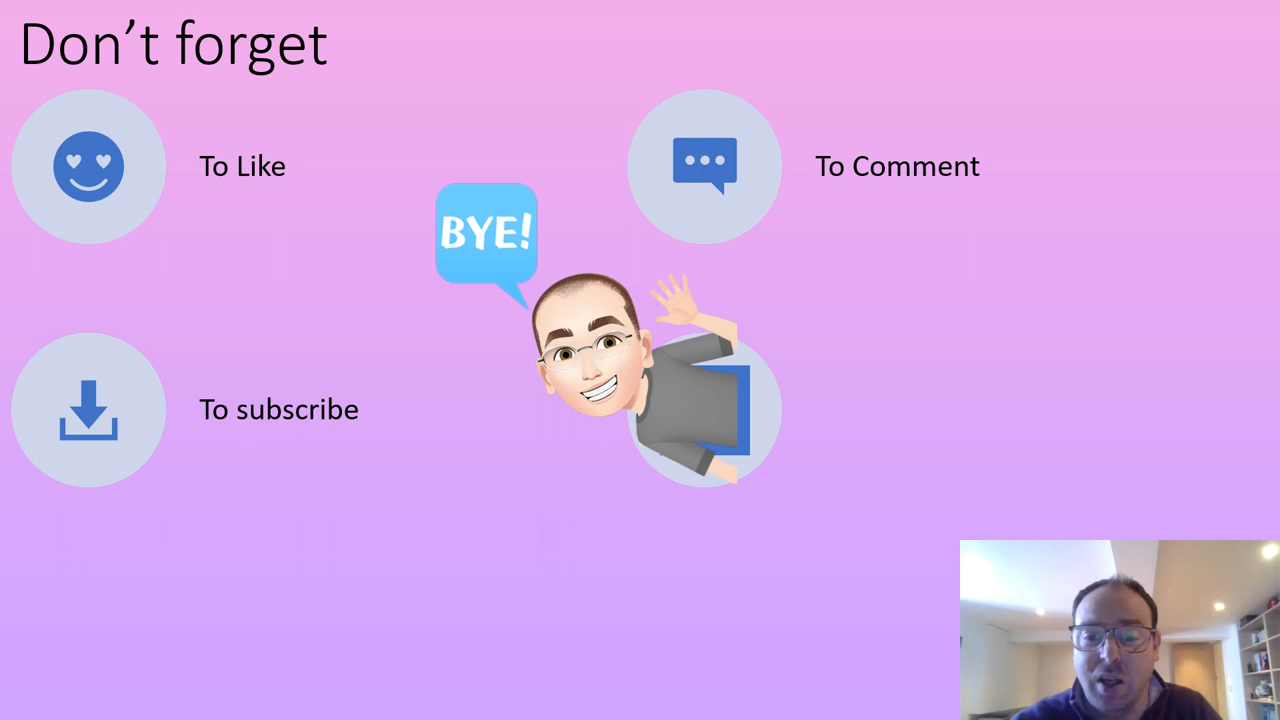 Don’t forget
To Like
To Comment
BYE!
To subscribe